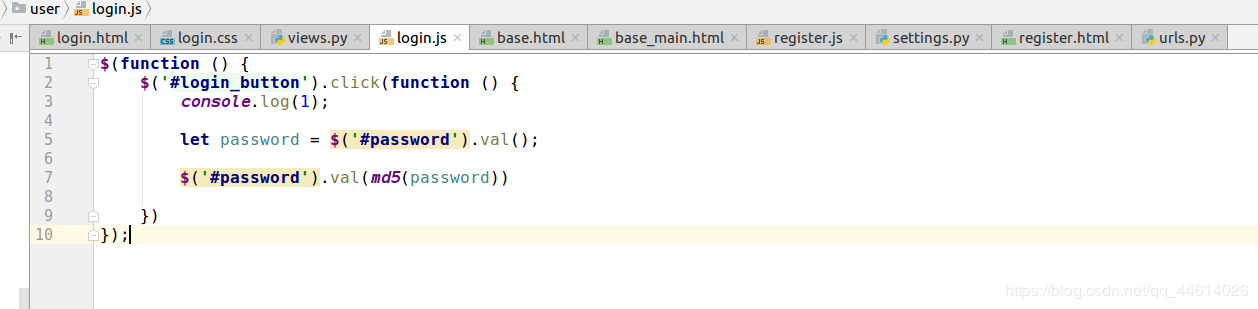 user login.js
login.html login.css views.py login.js base.html base_main.html register.js settings.py register.html urls.py
1 $(function () {
2 $('#login_button').click(function () {
3 console.log(1);
4
5 let password = $('#password').val();
6
7 $('#password').val(md5(password))
8
9 })
10 });
https://blog.csdn.net/qq_44614026